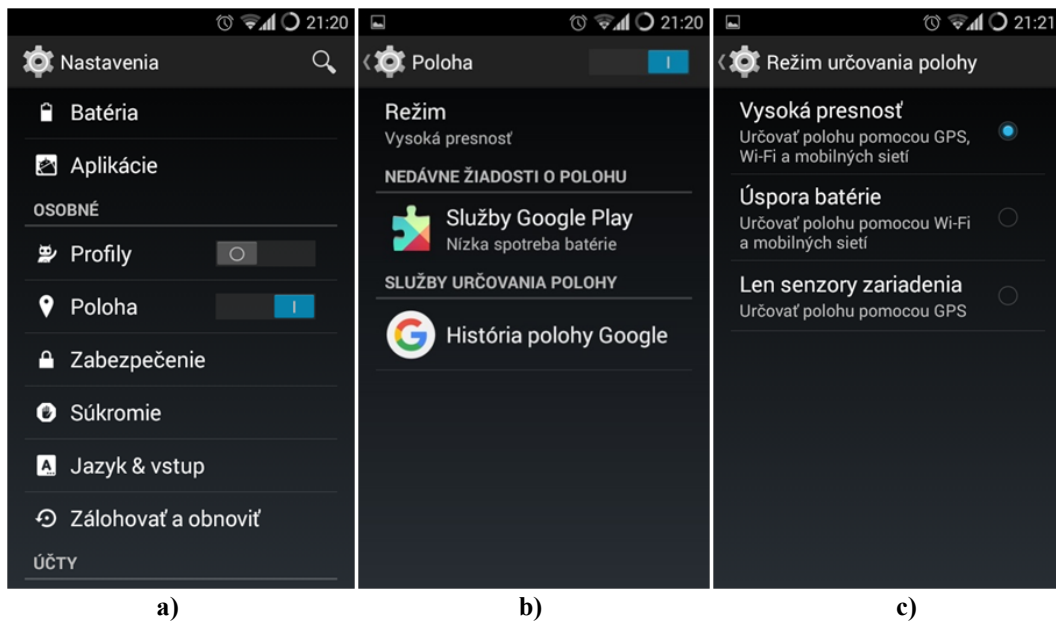 21:20
Nastavenia
Batéria
Aplikácie
OSOBNÉ
Profily
Poloha
Zabezpečenie
Súkromie
Jazyk & vstup
Zálohovať a obnoviť
ÚČTY
a)
21:20
Poloha
Režim
Vysoká presnosť
NEDÁVNE ŽIADOSTI O POLOHU
Služby Google Play
Nízka spotreba batérie
SLUŽBY URČOVANIA POLOHY
História polohy Google
b)
21:21
Režim určovania polohy
Vysoká presnosť
Určovať polohu pomocou GPS,
Wi-Fi a mobilných sietí
Úspora batérie
Určovať polohu pomocou Wi-Fi
a mobilných sietí
Len senzory zariadenia
Určovať polohu pomocou GPS
c)